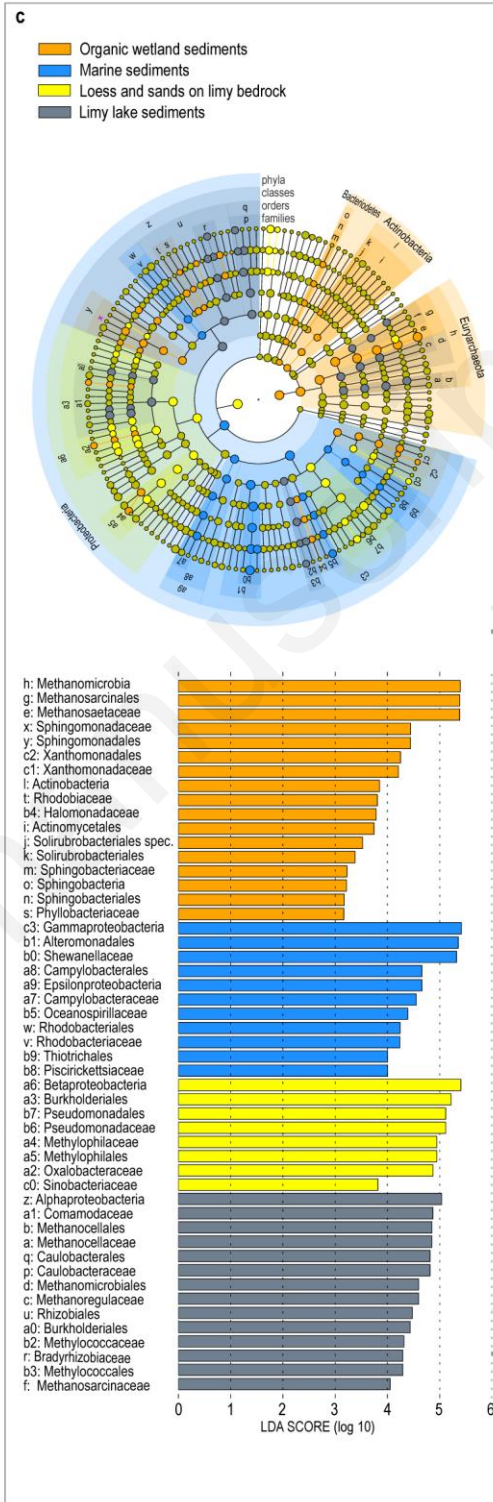 c
Organic wetland sediments
Marine sediments
Loess and sands on limy bedrock
Limy lake sediments
phyla
classes
orders
families
Bacteriodetes
Actinobacteria
Euryarchaeota
Proteobacteria
h: Methanomicrobia
g: Methanosarcinales
e: Methanosaetaceae
x: Sphingomonadaceae
y: Sphingomonadales
c2: Xanthomonadales
c1: Xanthomonadaceae
l: Actinobacteria
t: Rhodobiaceae
b4: Halomonadaceae
i: Actinomycetales
j: Solirubrobacteriales spec.
k: Solirubrobacteriales
m: Sphingobacteriaceae
o: Sphingobacteria
n: Sphingobacteriales
s: Phyllobacteriaceae
c3: Gammaproteobacteria
b1: Alteromonadales
b0: Shewanellaceae
a8: Campylobacterales
a9: Epsilonproteobacteria
a7: Campylobacteraceae
b5: Oceanospirillaceae
w: Rhodobacteriales
v: Rhodobacteriaceae
b9: Thiotrichales
b8: Piscirickettsiaceae
a6: Betaproteobacteria
a3: Burkholderiales
b7: Pseudomonadales
b6: Pseudomonadaceae
a4: Methylophilaceae
a5: Methylophilales
a2: Oxalobacteraceae
c0: Sinobacteriaceae
z: Alphaproteobacteria
a1: Comamodaceae
b: Methanocellales
a: Methanocellaceae
q: Caulobacterales
p: Caulobacteraceae
d: Methanomicrobiales
c: Methanoregulaceae
u: Rhizobiales
a0: Burkholderiales
b2: Methylococcaceae
r: Bradyrhizobiaceae
b3: Methylococcales
f: Methanosarcinaceae
0 1 2 3 4 5 6
LDA SCORE (log 10)